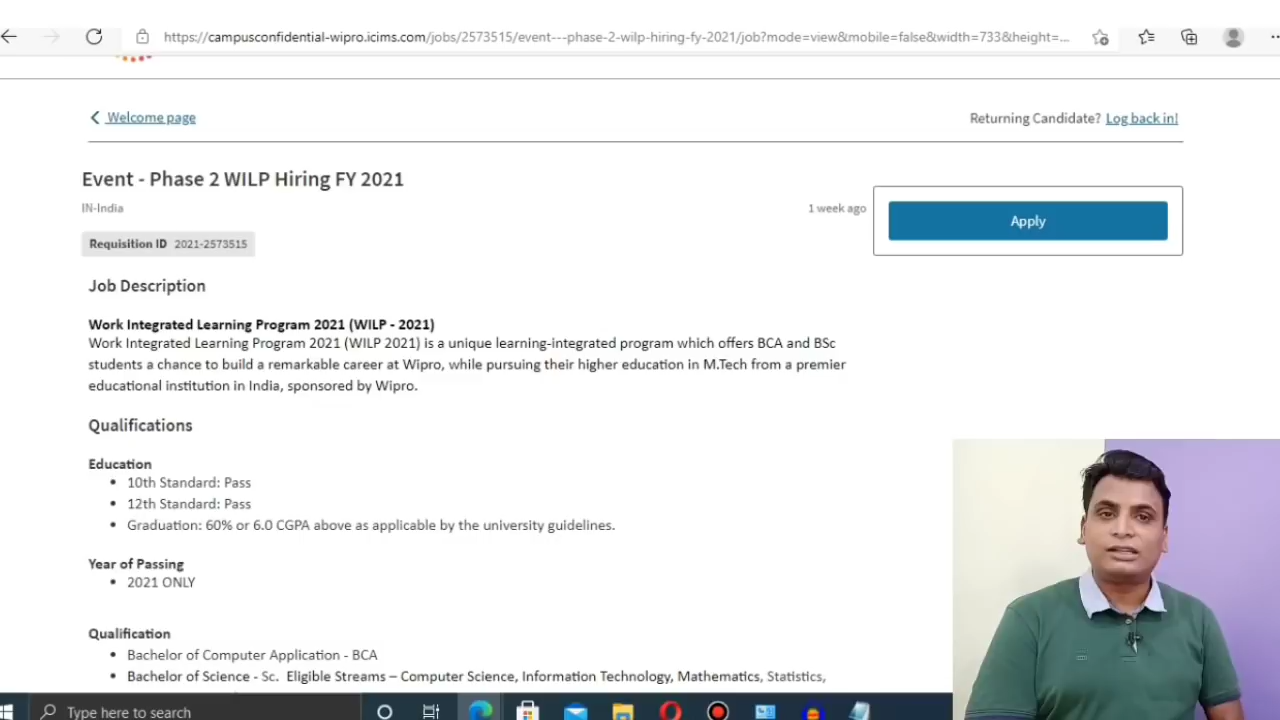 https://campusconfidential-wipro.icims.com/jobs/2573515/event---phase-2-wilp-hiring-fy-2021/job?mode=view&mobile=false&width=733&height=...
Welcome page
Returning Candidate? Log back in!
Event - Phase 2 WILP Hiring FY 2021
IN-India
1 week ago
Apply
Requisition ID 2021-2573515
Job Description
Work Integrated Learning Program 2021 (WILP - 2021)
Work Integrated Learning Program 2021 (WILP 2021) is a unique learning-integrated program which offers BCA and BSc
students a chance to build a remarkable career at Wipro, while pursuing their higher education in M.Tech from a premier
educational institution in India, sponsored by Wipro.
Qualifications
Education
• 10th Standard: Pass
• 12th Standard: Pass
• Graduation: 60% or 6.0 CGPA above as applicable by the university guidelines.
Year of Passing
• 2021 ONLY
Qualification
• Bachelor of Computer Application - BCA
• Bachelor of Science - Sc. Eligible Streams – Computer Science, Information Technology, Mathematics, Statistics,
Type here to search